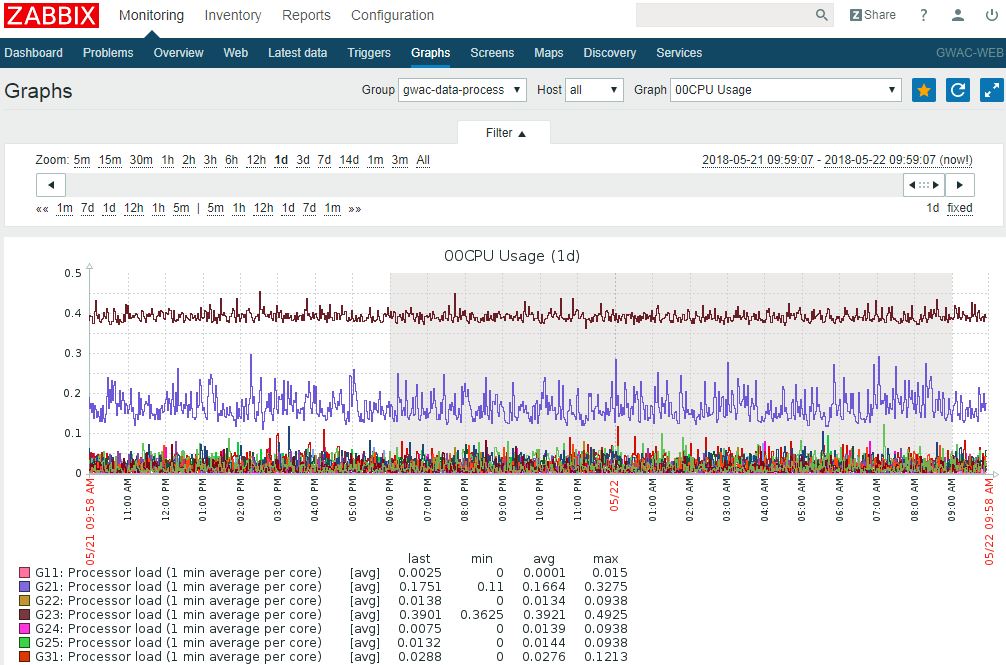 ZABBIX Monitoring Inventory Reports Configuration Z Share ?
Dashboard Problems Overview Web Latest data Triggers Graphs Screens Maps Discovery Services GWAC-WEB
Graphs Group gwac-data-process Host all Graph 00CPU Usage
Filter
Zoom: 5m 15m 30m 1h 2h 3h 6h 12h 1d 3d 7d 14d 1m 3m All 2018-05-21 09:59:07 - 2018-05-22 09:59:07 (now!)
«« 1m 7d 1d 12h 1h 5m | 5m 1h 12h 1d 7d 1m »» 1d fixed
00CPU Usage (1d)
0.5
0.4
0.3
0.2
0.1
0
05/21 09:58 AM 11:00 AM 12:00 PM 01:00 PM 02:00 PM 03:00 PM 04:00 PM 05:00 PM 06:00 PM 07:00 PM 08:00 PM 09:00 PM 10:00 PM 11:00 PM 05/22 01:00 AM 02:00 AM 03:00 AM 04:00 AM 05:00 AM 06:00 AM 07:00 AM 08:00 AM 09:00 AM 05/22 09:58 AM
last min avg max
G11: Processor load (1 min average per core) [avg] 0.0025 0 0.0001 0.015
G21: Processor load (1 min average per core) [avg] 0.1751 0.11 0.1664 0.3275
G22: Processor load (1 min average per core) [avg] 0.0138 0 0.0134 0.0938
G23: Processor load (1 min average per core) [avg] 0.3901 0.3625 0.3921 0.4925
G24: Processor load (1 min average per core) [avg] 0.0075 0 0.0139 0.0938
G25: Processor load (1 min average per core) [avg] 0.0132 0 0.0144 0.0938
G31: Processor load (1 min average per core) [avg] 0.0288 0 0.0276 0.1213